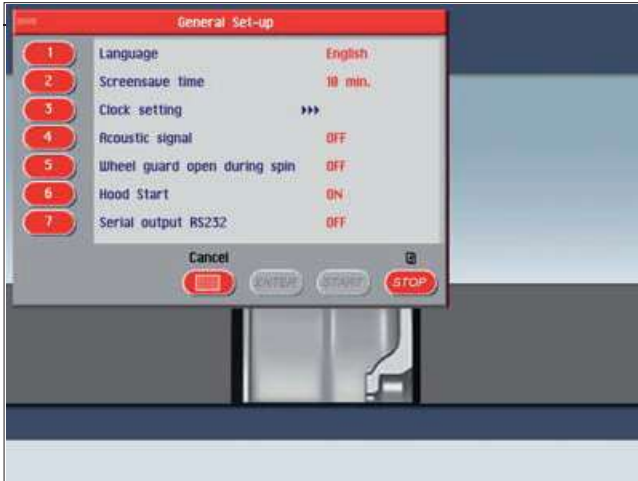 General Set-up
1 Language English
2 Screensave time 10 min.
3 Clock setting
4 Acoustic signal OFF
5 Wheel guard open during spin OFF
6 Hood Start ON
7 Serial output RS232 OFF
Cancel
ENTER START STOP